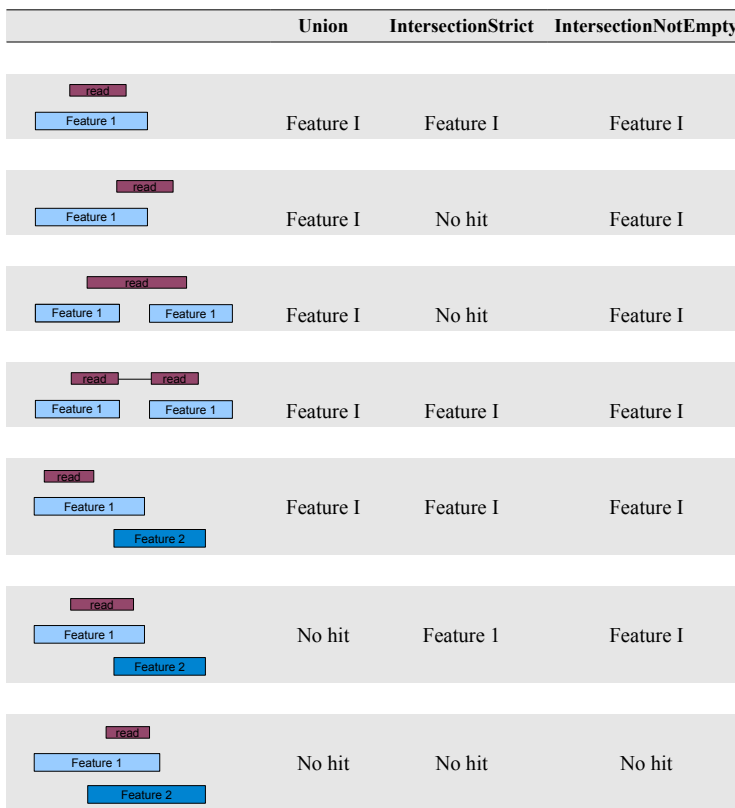 Union IntersectionStrict IntersectionNotEmpty
read
Feature 1
Feature I Feature I Feature I
read
Feature 1
Feature I No hit Feature I
read
Feature 1 Feature 1
Feature I No hit Feature I
read read
Feature 1 Feature 1
Feature I Feature I Feature I
read
Feature 1
Feature I Feature I Feature I
Feature 2
read
Feature 1
No hit Feature 1 Feature I
Feature 2
read
Feature 1
No hit No hit No hit
Feature 2